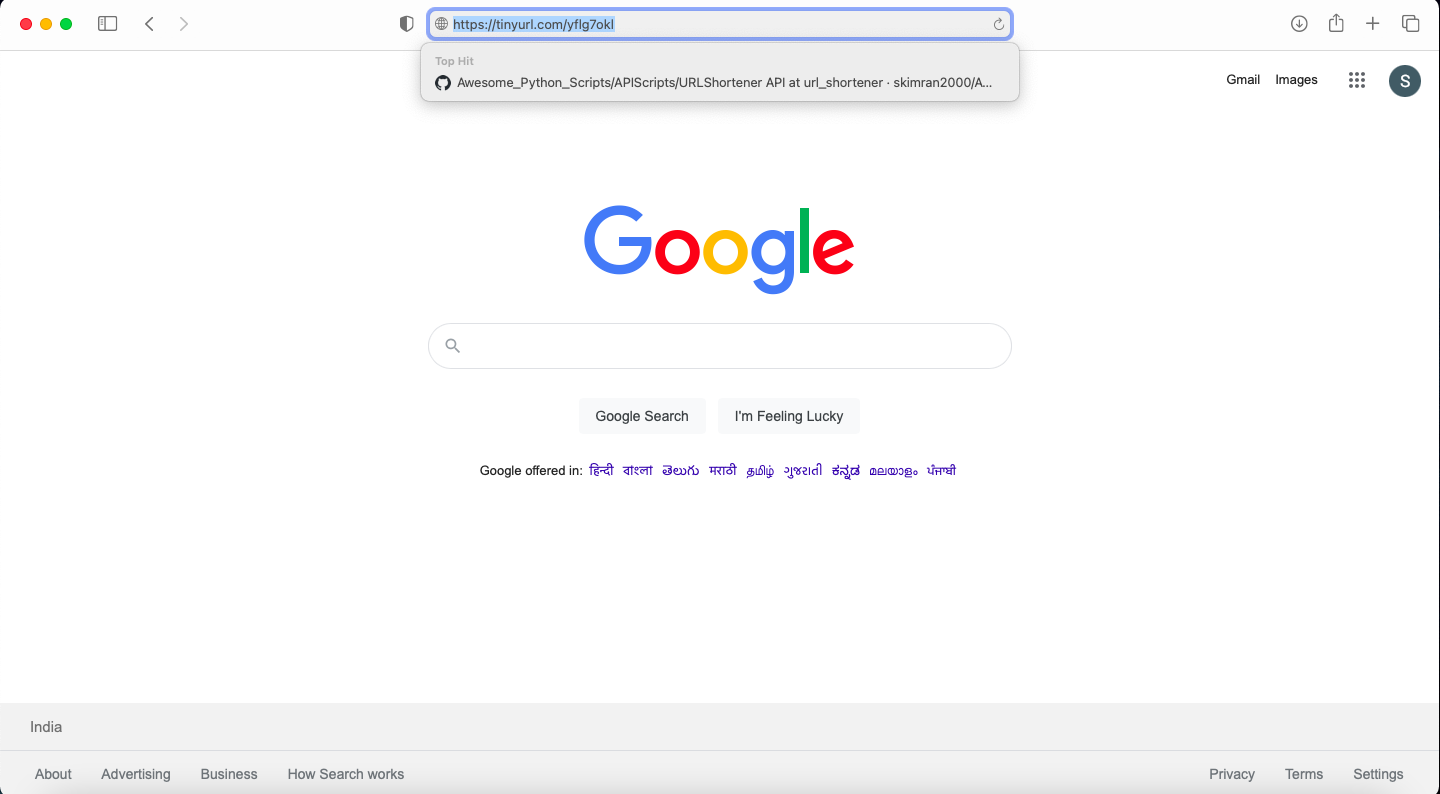 https://tinyurl.com/yflg7okl
Top Hit
Awesome_Python_Scripts/APIScripts/URLShortener API at url_shortener · skimran2000/A...
Gmail Images S
Google
Google Search I'm Feeling Lucky
Google offered in: हिन्दी বাংলা తెలుగు मराठी தமிழ் ગુજરાતી ಕನ್ನಡ മലയാളം ਪੰਜਾਬੀ
India
About Advertising Business How Search works Privacy Terms Settings